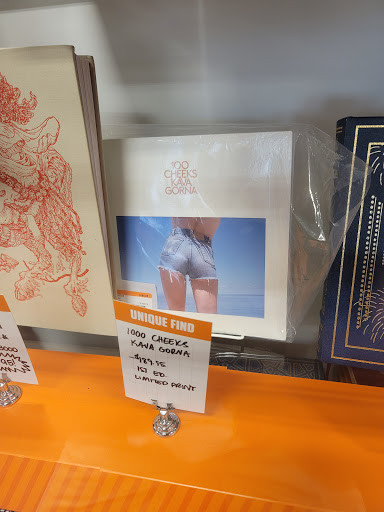 100
CHEEKS
KAVA
GORNA
UNIQUE FIND
1000 CHEEKS
KAVA GORNA
$189.95
1ST ED.
LIMITED PRINT